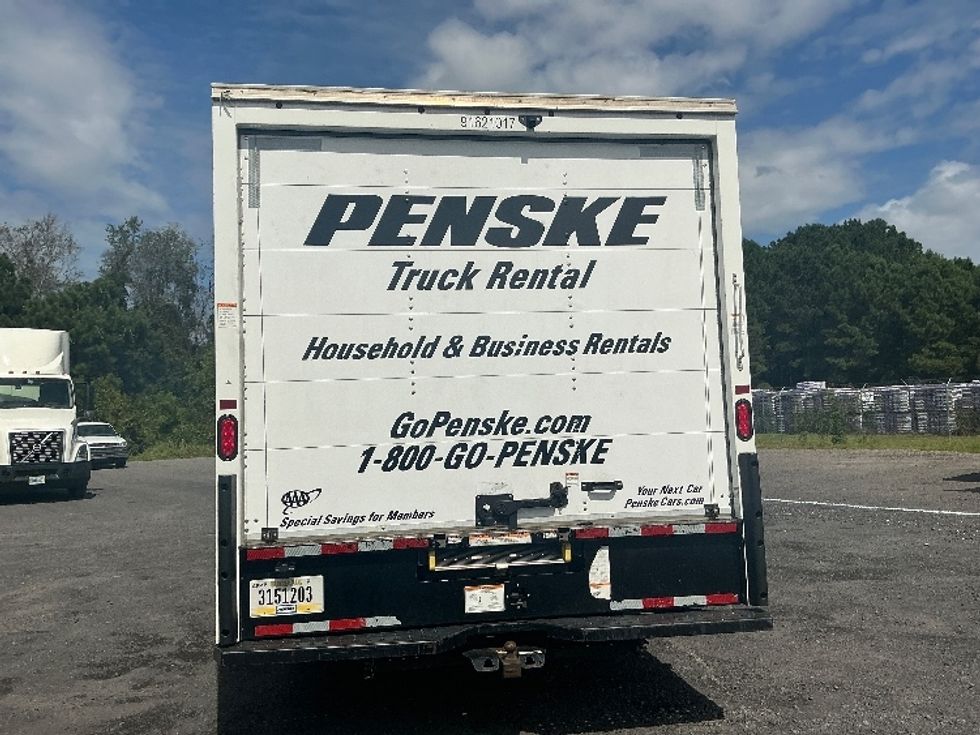 91621017
PENSKE
Truck Rental
Household & Business Rentals
GoPenske.com
1-800-GO-PENSKE
AAA
Special Savings for Members
Your Next Car
PenskeCars.com
3151203